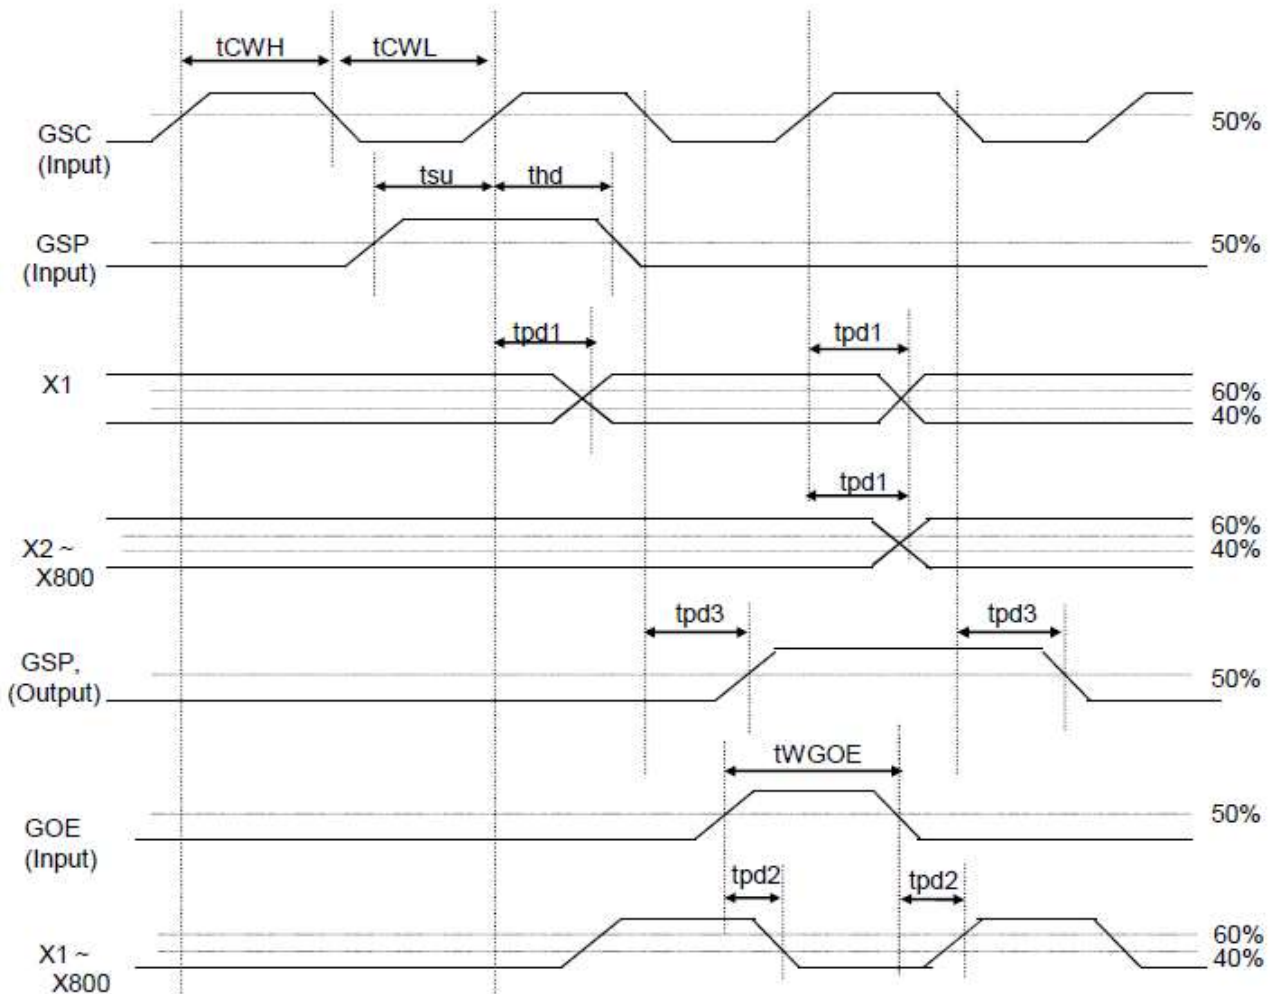 tCWH
tCWL
GSC
(Input)
50%
tsu
thd
GSP
(Input)
50%
tpd1
tpd1
X1
60%
40%
tpd1
X2 ~
X800
60%
40%
tpd3
tpd3
GSP,
(Output)
50%
tWGOE
GOE
(Input)
50%
tpd2
tpd2
X1 ~
X800
60%
40%